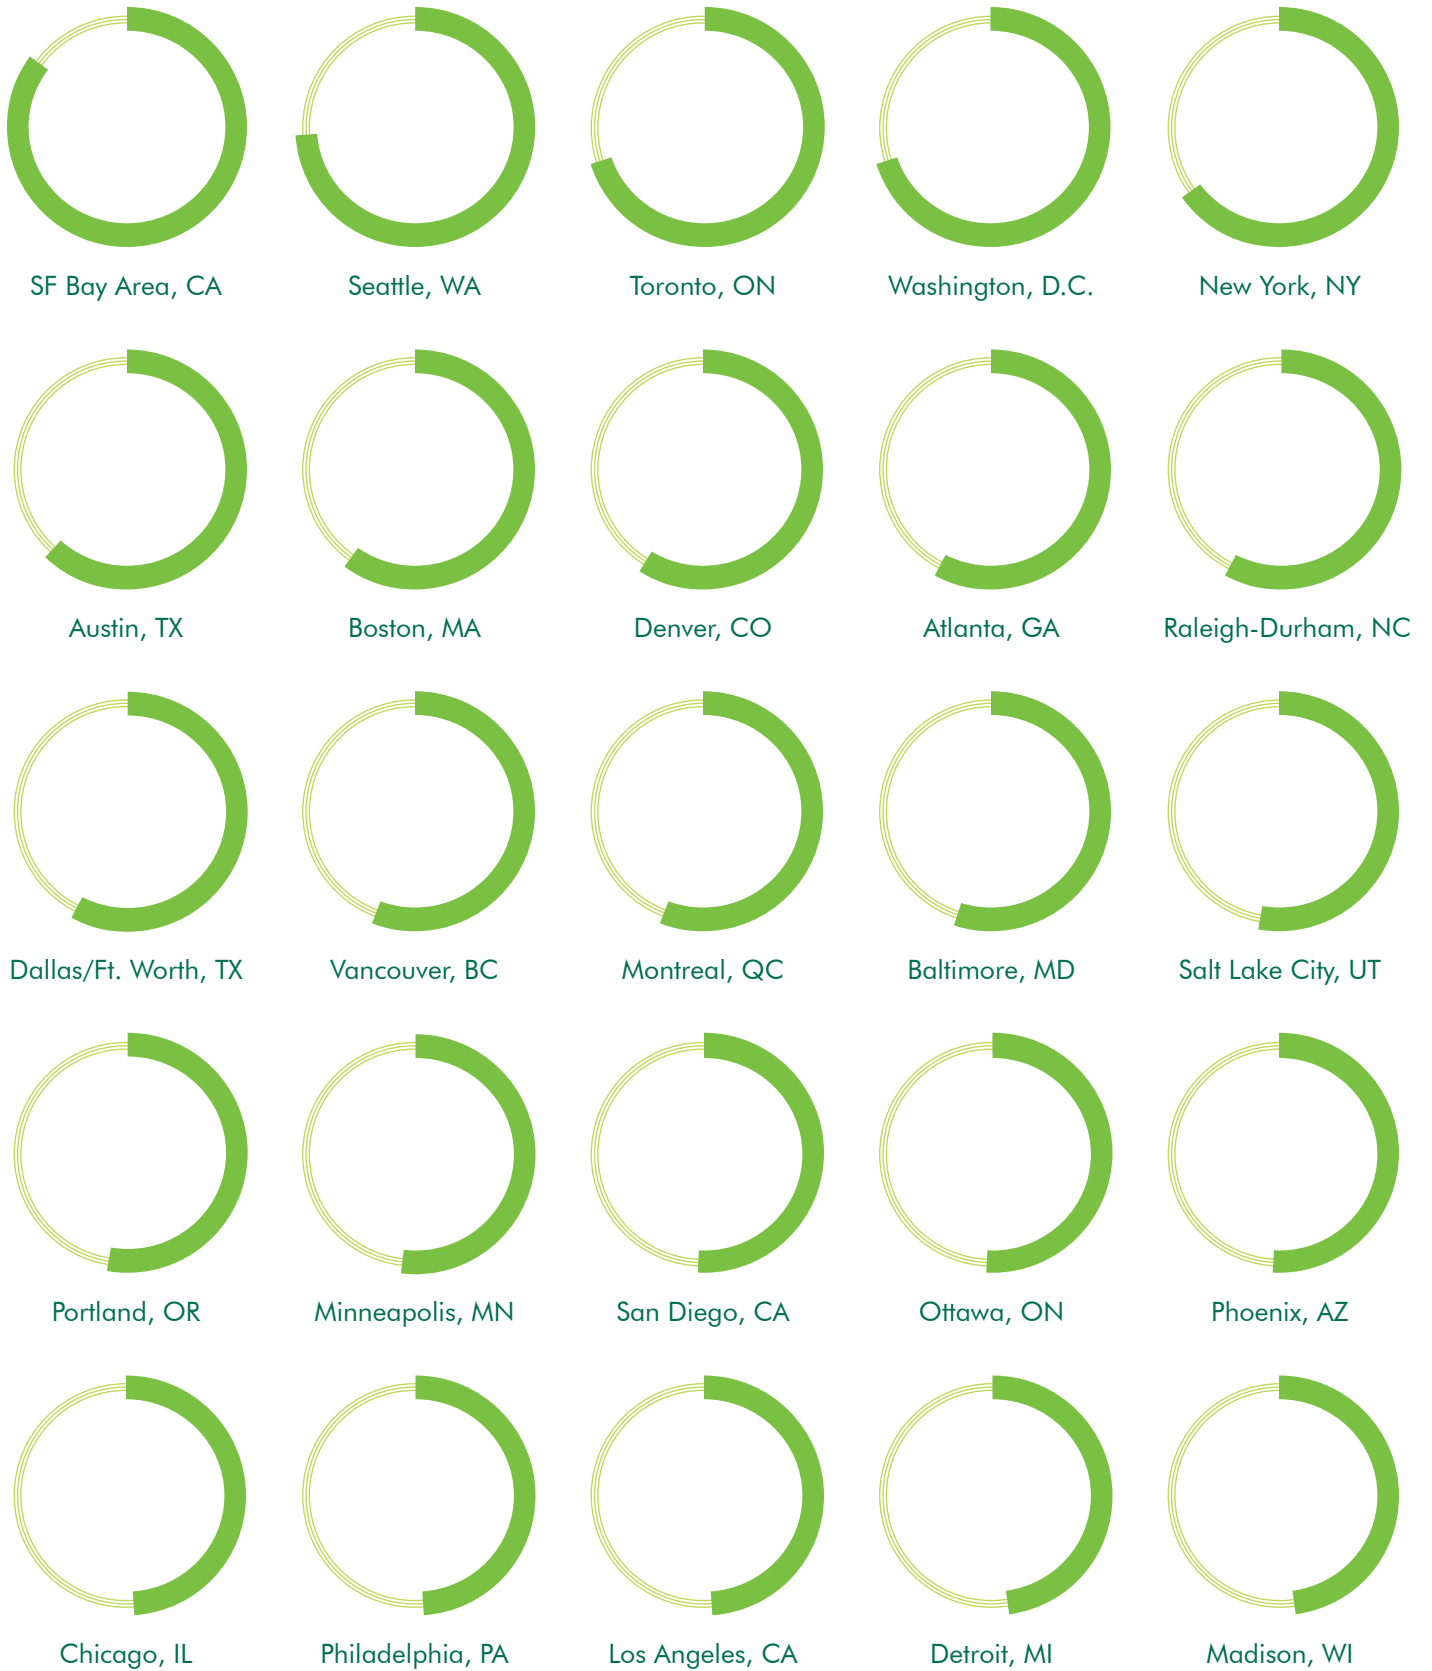 SF Bay Area, CA
Seattle, WA
Toronto, ON
Washington, D.C.
New York, NY
Austin, TX
Boston, MA
Denver, CO
Atlanta, GA
Raleigh-Durham, NC
Dallas/Ft. Worth, TX
Vancouver, BC
Montreal, QC
Baltimore, MD
Salt Lake City, UT
Portland, OR
Minneapolis, MN
San Diego, CA
Ottawa, ON
Phoenix, AZ
Chicago, IL
Philadelphia, PA
Los Angeles, CA
Detroit, MI
Madison, WI